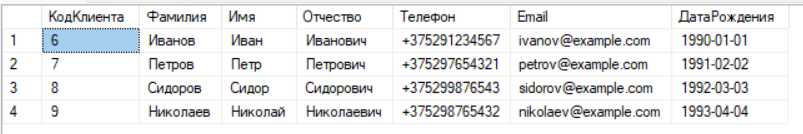 КодКлиента Фамилия Имя Отчество Телефон Email ДатаРождения
1 6 Иванов Иван Иванович +375291234567 ivanov@example.com 1990-01-01
2 7 Петров Петр Петрович +375297654321 petrov@example.com 1991-02-02
3 8 Сидоров Сидор Сидорович +375299876543 sidorov@example.com 1992-03-03
4 9 Николаев Николай Николаевич +375298765432 nikolaev@example.com 1993-04-04